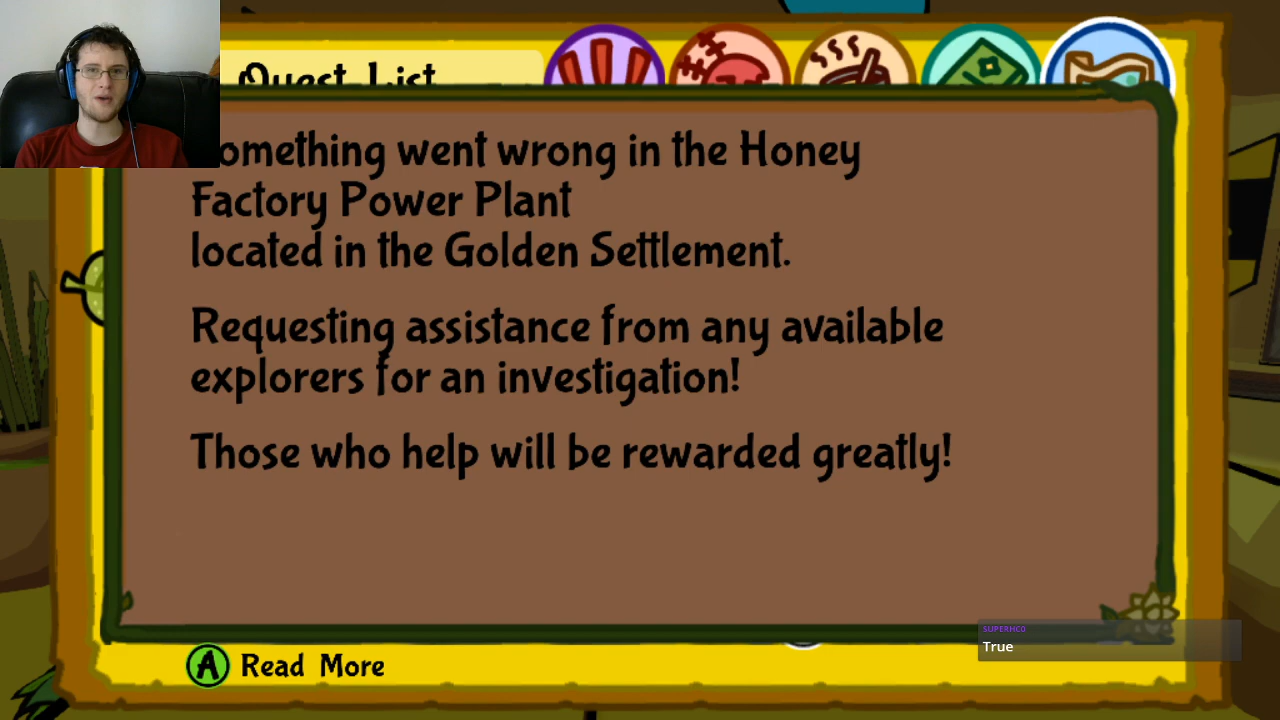 Quest List
omething went wrong in the Honey
Factory Power Plant
located in the Golden Settlement.
Requesting assistance from any available
explorers for an investigation!
Those who help will be rewarded greatly!
SUPERHCO
True
A Read More